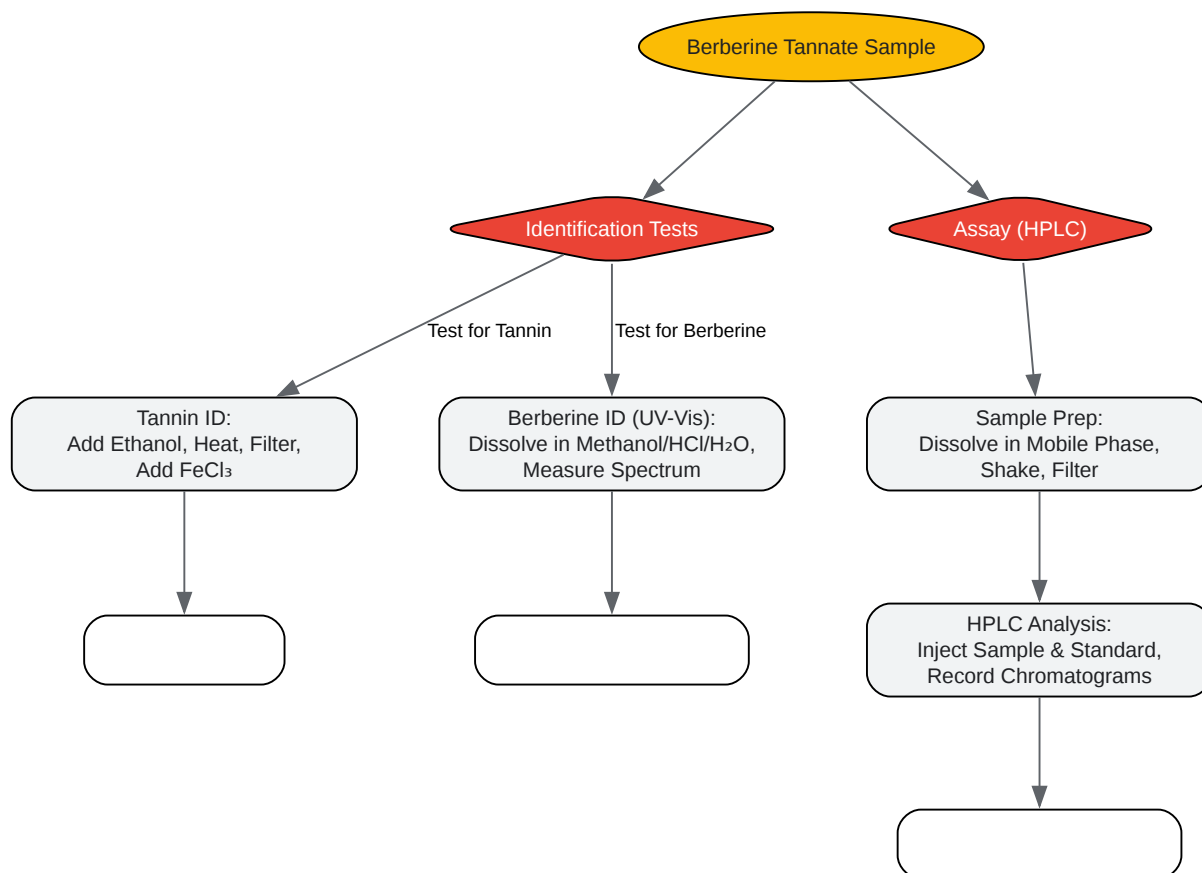 Berberine Tannate Sample
Identification Tests
Assay (HPLC)
Test for Tannin
Test for Berberine
Tannin ID:
Add Ethanol, Heat, Filter,
Add FeCl₃
Berberine ID (UV-Vis):
Dissolve in Methanol/HCl/H₂O,
Measure Spectrum
Sample Prep:
Dissolve in Mobile Phase,
Shake, Filter
HPLC Analysis:
Inject Sample & Standard,
Record Chromatograms